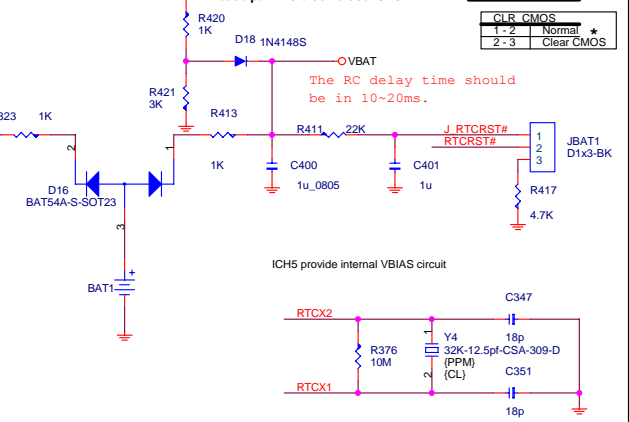 R420
1K
D18 1N4148S
VBAT
CLR CMOS
1 - 2 Normal *
2 - 3 Clear CMOS
The RC delay time should
be in 10~20ms.
R421
3K
R413
1K
823 1K
R411 22K
J_RTCRST#
RTCRST#
1
2
3
JBAT1
D1x3-BK
2
1
C400
1u_0805
C401
1u
R417
4.7K
D16
BAT54A-S-SOT23
3
BAT1
+
ICH5 provide internal VBIAS circuit
RTCX2
C347
18p
R376
10M
1
Y4
32K-12.5pf-CSA-309-D
{PPM}
{CL}
2
C351
RTCX1
18p